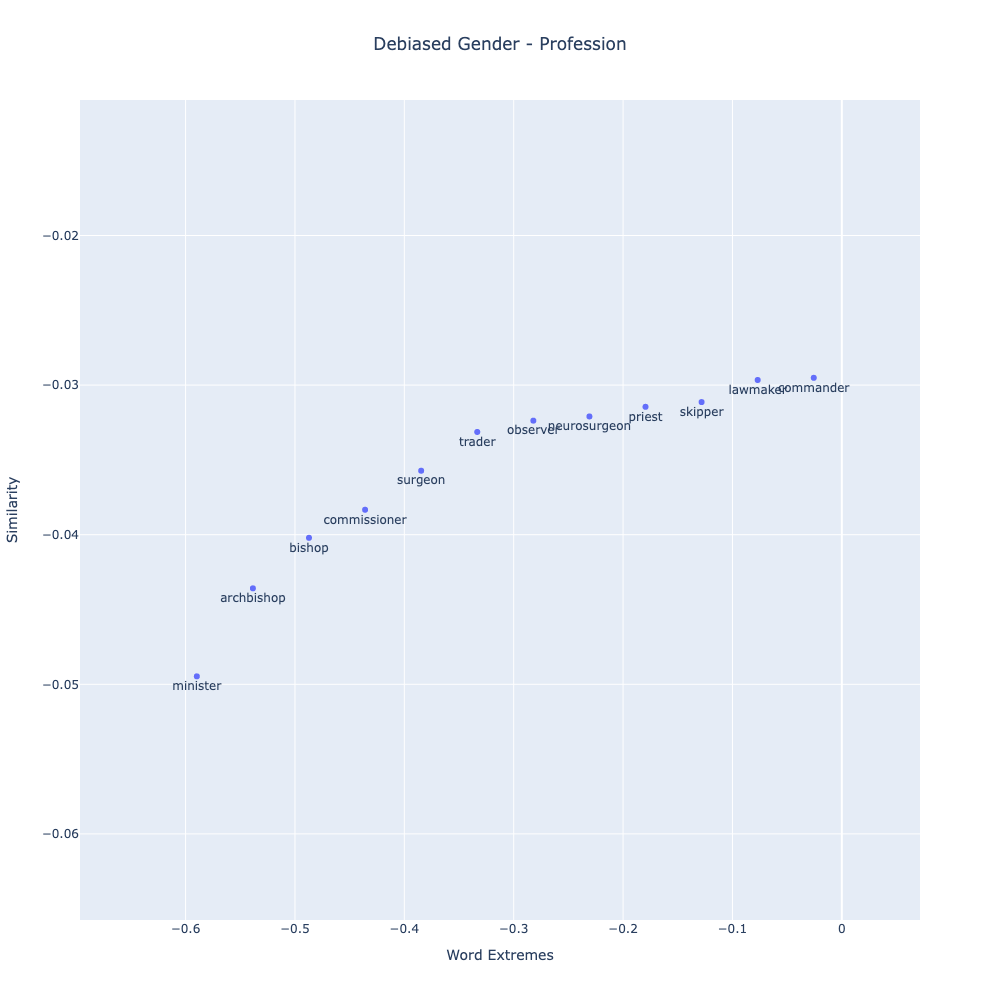 Debiased Gender - Profession
−0.02
−0.03
−0.04
−0.05
−0.06
Similarity
lawmaker
commander
skipper
priest
neurosurgeon
observer
trader
surgeon
commissioner
bishop
archbishop
minister
−0.6
−0.5
−0.4
−0.3
−0.2
−0.1
0
Word Extremes